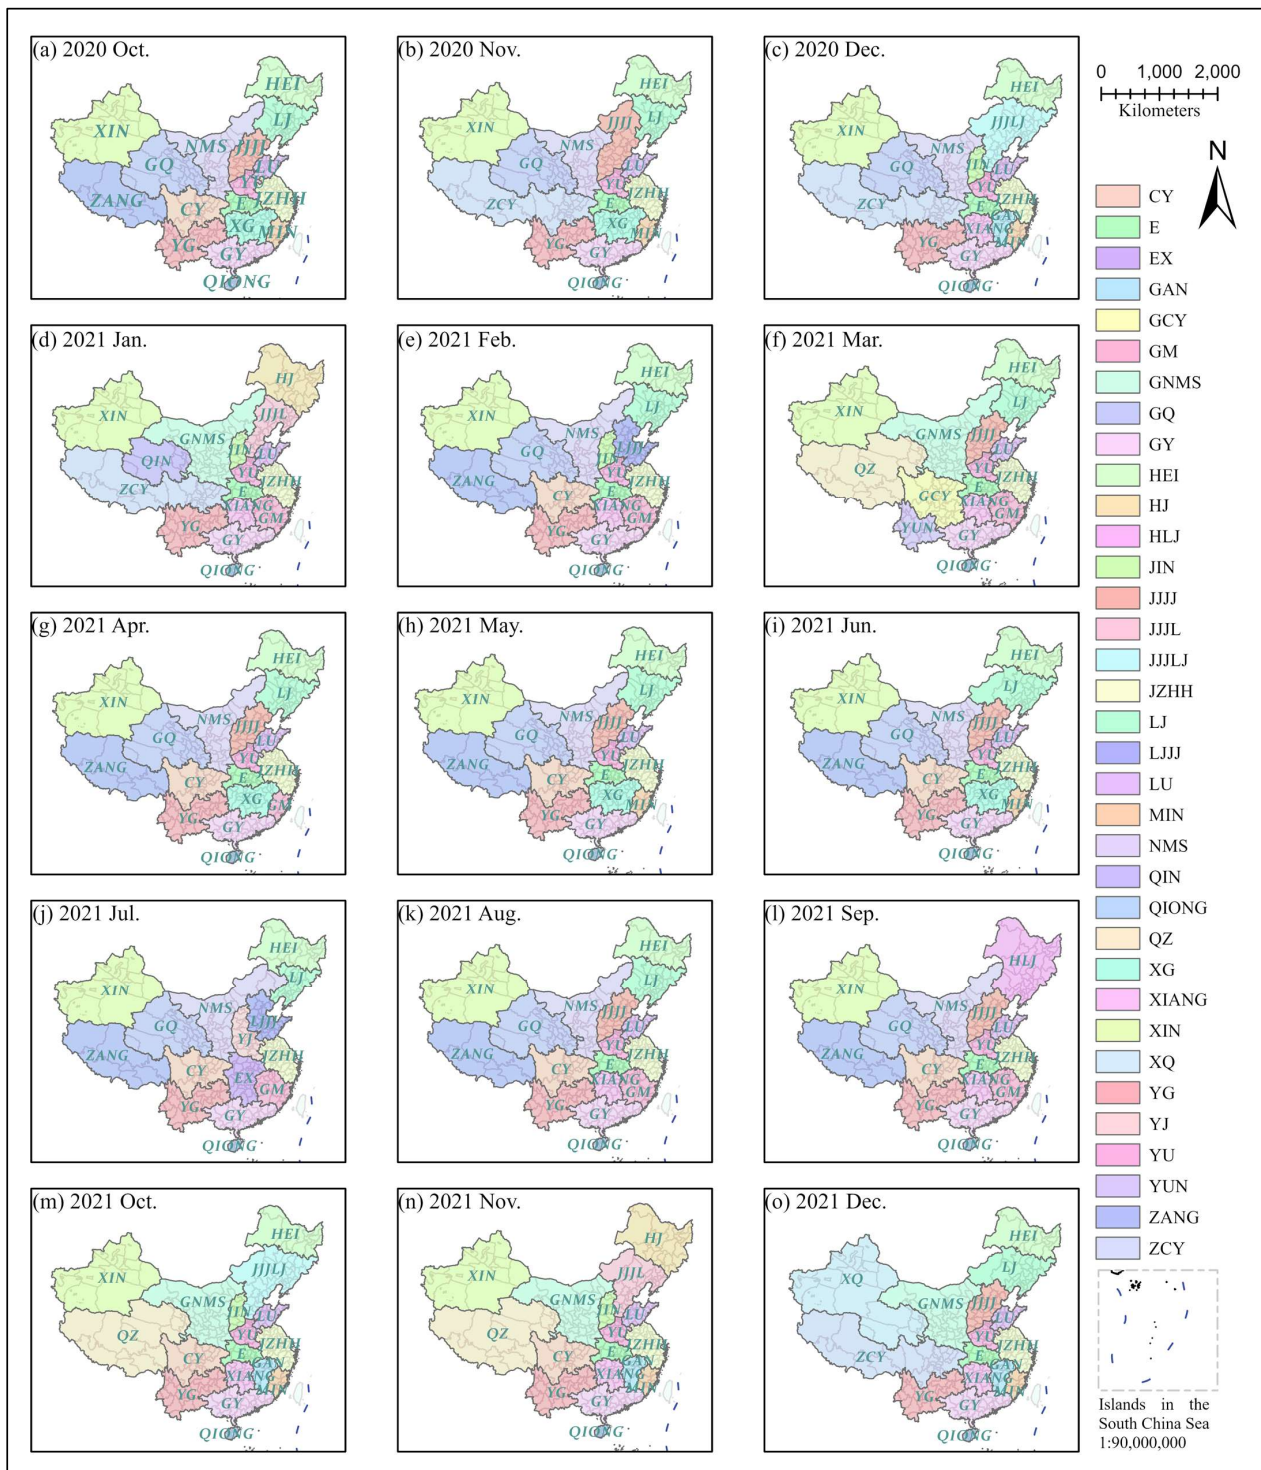 (a) 2020 Oct.
HEI
LJ
XIN
NMS
JJJJ
GQ
LU
YU
ZANG
CY
E
JZHH
XG
MIN
YG
GY
QIONG
(b) 2020 Nov.
HEI
LJ
JJJJ
XIN
NMS
GQ
LU
YU
ZCY
E
JZHH
XG
MIN
YG
GY
QIONG
(c) 2020 Dec.
HEI
JJJLJ
XIN
NMS
JIN
GQ
LU
YU
ZCY
E
JZHH
GAN
XIANG
MIN
YG
GY
QIONG
0 1,000 2,000
Kilometers
N
(d) 2021 Jan.
HJ
JJJL
XIN
GNMS
JIN
QIN
LU
YU
ZCY
E
JZHH
XIANG
GM
YG
GY
QIONG
(e) 2021 Feb.
HEI
LJ
XIN
NMS
LJJJ
GQ
JIN
YU
ZANG
CY
E
JZHH
XIANG
GM
YG
GY
QIONG
(f) 2021 Mar.
HEI
LJ
XIN
GNMS
JJJJ
LU
QZ
YU
GCY
E
JZHH
XIANG
GM
YUN
GY
QIONG
(g) 2021 Apr.
HEI
LJ
XIN
NMS
JJJJ
GQ
LU
YU
ZANG
CY
E
JZHH
XG
GM
YG
GY
QIONG
(h) 2021 May.
HEI
LJ
XIN
NMS
JJJJ
GQ
LU
YU
ZANG
CY
E
JZHH
XG
MIN
YG
GY
QIONG
(i) 2021 Jun.
HEI
LJ
XIN
NMS
JJJJ
GQ
LU
YU
ZANG
CY
E
JZHH
XG
MIN
YG
GY
QIONG
(j) 2021 Jul.
HEI
LJ
XIN
NMS
LJJJ
GQ
YJ
ZANG
CY
JZHH
EX
GM
YG
GY
QIONG
(k) 2021 Aug.
HEI
LJ
XIN
NMS
JJJJ
GQ
LU
YU
ZANG
CY
E
JZHH
XIANG
GM
YG
GY
QIONG
(l) 2021 Sep.
HLJ
XIN
NMS
JJJJ
GQ
LU
YU
ZANG
CY
E
JZHH
XIANG
GM
YG
GY
QIONG
(m) 2021 Oct.
HEI
JJJLJ
XIN
GNMS
JIN
LU
QZ
YU
CY
E
JZHH
GAN
XIANG
MIN
YG
GY
QIONG
(n) 2021 Nov.
HJ
JJJL
XIN
GNMS
JIN
LU
QZ
YU
CY
E
JZHH
GAN
XIANG
MIN
YG
GY
QIONG
(o) 2021 Dec.
HEI
LJ
XQ
GNMS
JJJJ
LU
YU
ZCY
E
JZHH
GAN
XIANG
MIN
YG
GY
QIONG
CY
E
EX
GAN
GCY
GM
GNMS
GQ
GY
HEI
HJ
HLJ
JIN
JJJJ
JJJL
JJJLJ
JZHH
LJ
LJJJ
LU
MIN
NMS
QIN
QIONG
QZ
XG
XIANG
XIN
XQ
YG
YJ
YU
YUN
ZANG
ZCY
Islands in the
South China Sea
1:90,000,000